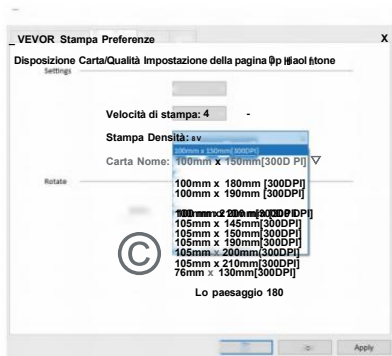 _ VEVOR Stampa Preferenze X
Disposizione Carta/Qualità Impostazione della pagina
Settings
Velocità di stampa: 4 -
Stampa Densità: sv
200mm x 150mm[300DPI]
Carta Nome: 100mm x 150mm[300D PI]
100mm x 180mm [300DPI]
100mm x 190mm [300DPI]
Rotate
105mm x 145mm[300DPI]
105mm x 150mm[300DPI]
105mm x 190mm[300DPI]
105mm x 200mm[300DPI]
105mm x 210mm[300DPI]
©
76mm x 130mm[300DPI]
Lo paesaggio 180
Apply